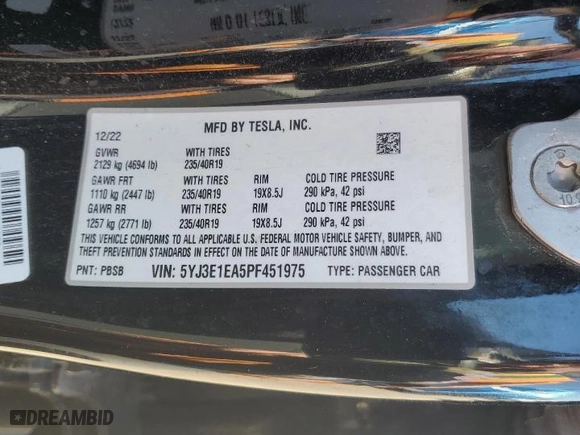 MFD BY TESLA, INC.
12/22
GVWR WITH TIRES
2129 kg (4694 lb) 235/40R19
GAWR FRT WITH TIRES RIM COLD TIRE PRESSURE
1110 kg (2447 lb) 235/40R19 19X8.5J 290 kPa, 42 psi
GAWR RR WITH TIRES RIM COLD TIRE PRESSURE
1257 kg (2771 lb) 235/40R19 19X8.5J 290 kPa, 42 psi
THIS VEHICLE CONFORMS TO ALL APPLICABLE U.S. FEDERAL MOTOR VEHICLE SAFETY, BUMPER, AND
THEFT PREVENTION STANDARDS IN EFFECT ON THE DATE OF MANUFACTURE SHOWN ABOVE.
PNT: PBSB VIN: 5YJ3E1EA5PF451975 TYPE: PASSENGER CAR
DREAMBID